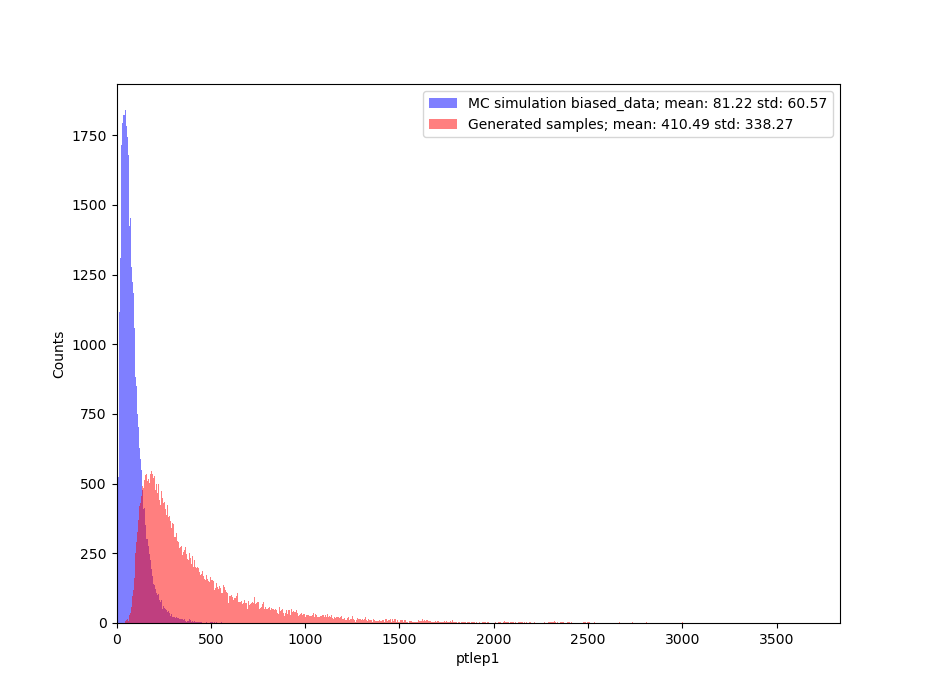 MC simulation biased_data; mean: 81.22 std: 60.57
Generated samples; mean: 410.49 std: 338.27
1750
1500
1250
1000
750
500
250
0
Counts
0 500 1000 1500 2000 2500 3000 3500
ptlep1